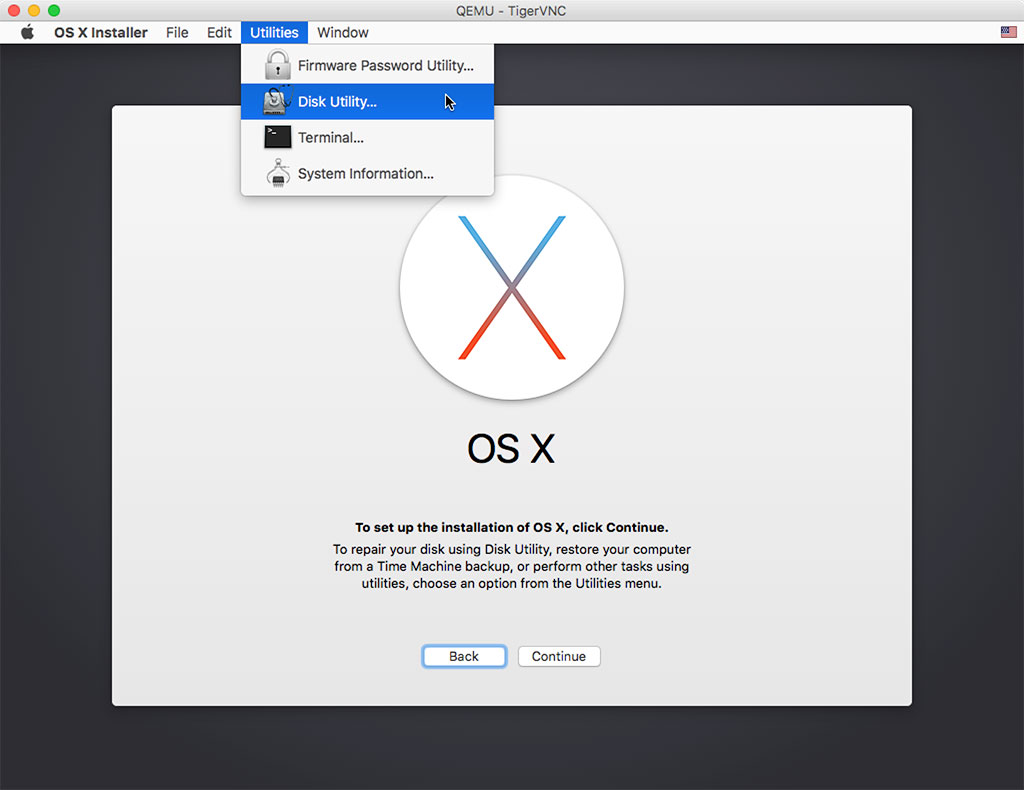 QEMU - TigerVNC
OS X Installer File Edit Utilities Window
Firmware Password Utility...
Disk Utility...
Terminal...
System Information...
OS X
To set up the installation of OS X, click Continue.
To repair your disk using Disk Utility, restore your computer
from a Time Machine backup, or perform other tasks using
utilities, choose an option from the Utilities menu.
Back Continue